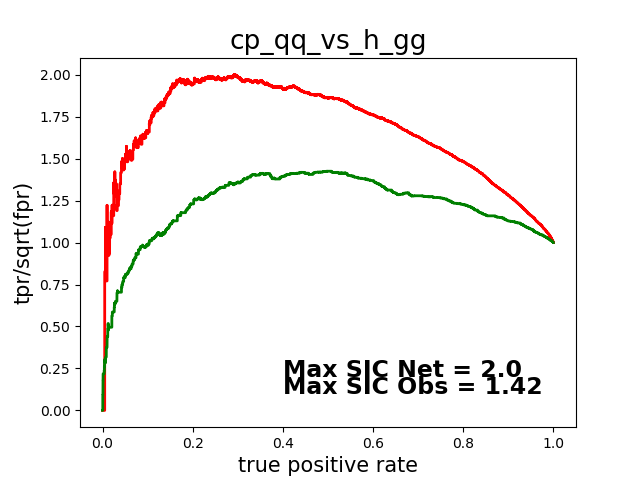 cp_qq_vs_h_gg
2.00
1.75
1.50
1.25
1.00
0.75
0.50
0.25
0.00
tpr/sqrt(fpr)
Max SIC Net = 2.0
Max SIC Obs = 1.42
0.0 0.2 0.4 0.6 0.8 1.0
true positive rate